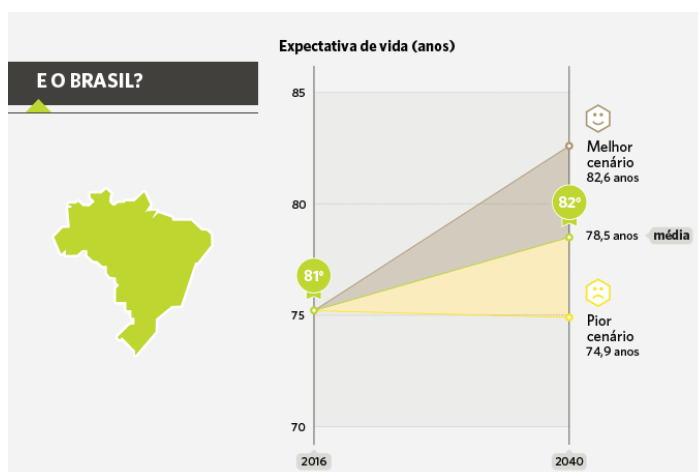 Expectativa de vida (anos)
E O BRASIL?
85
80
75
70
81º
82º
Melhor
cenário
82,6 anos
78,5 anos
média
Pior
cenário
74,9 anos
2016
2040